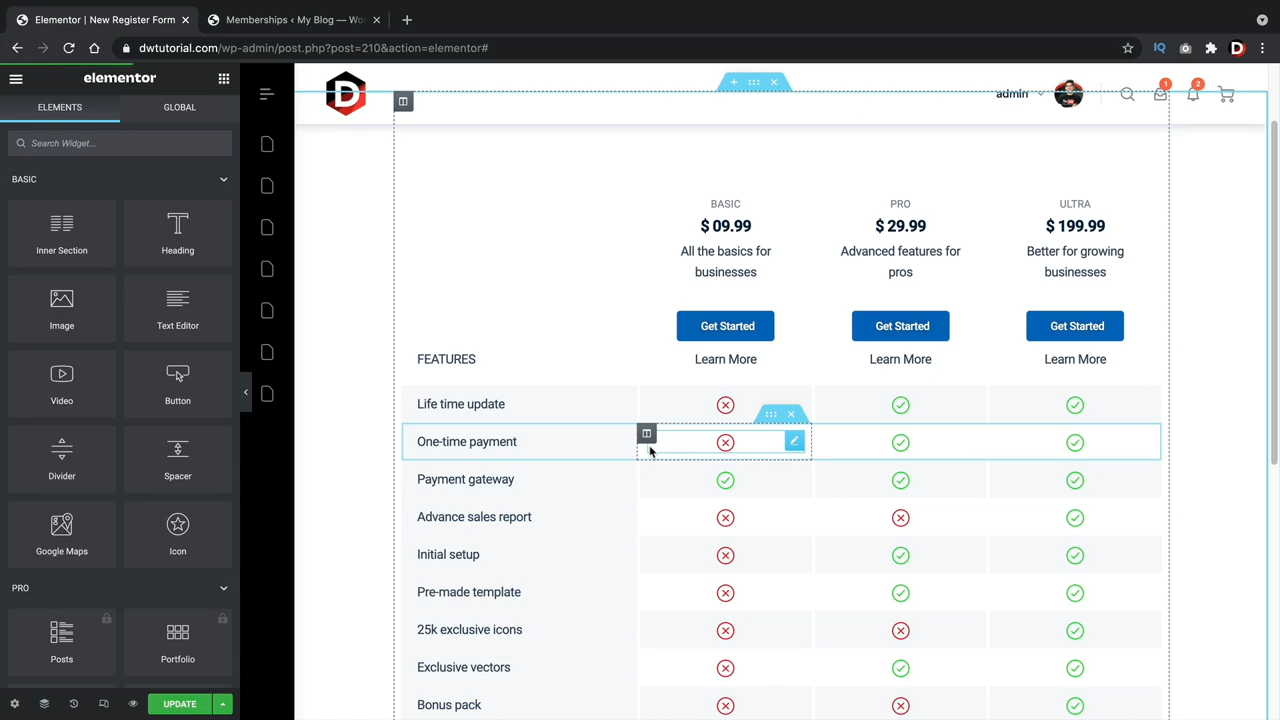 Elementor | New Register Form
Memberships ‹ My Blog — Wo
dwtutorial.com/wp-admin/post.php?post=210&action=elementor#
IQ
D
elementor
ELEMENTS
GLOBAL
Search Widget...
BASIC
Inner Section
Heading
Image
Text Editor
Video
Button
Divider
Spacer
Google Maps
Icon
PRO
Posts
Portfolio
UPDATE
D
admin
1
2
BASIC
PRO
ULTRA
$ 09.99
$ 29.99
$ 199.99
All the basics for
businesses
Advanced features for
pros
Better for growing
businesses
Get Started
Get Started
Get Started
FEATURES
Learn More
Learn More
Learn More
Life time update
One-time payment
Payment gateway
Advance sales report
Initial setup
Pre-made template
25k exclusive icons
Exclusive vectors
Bonus pack